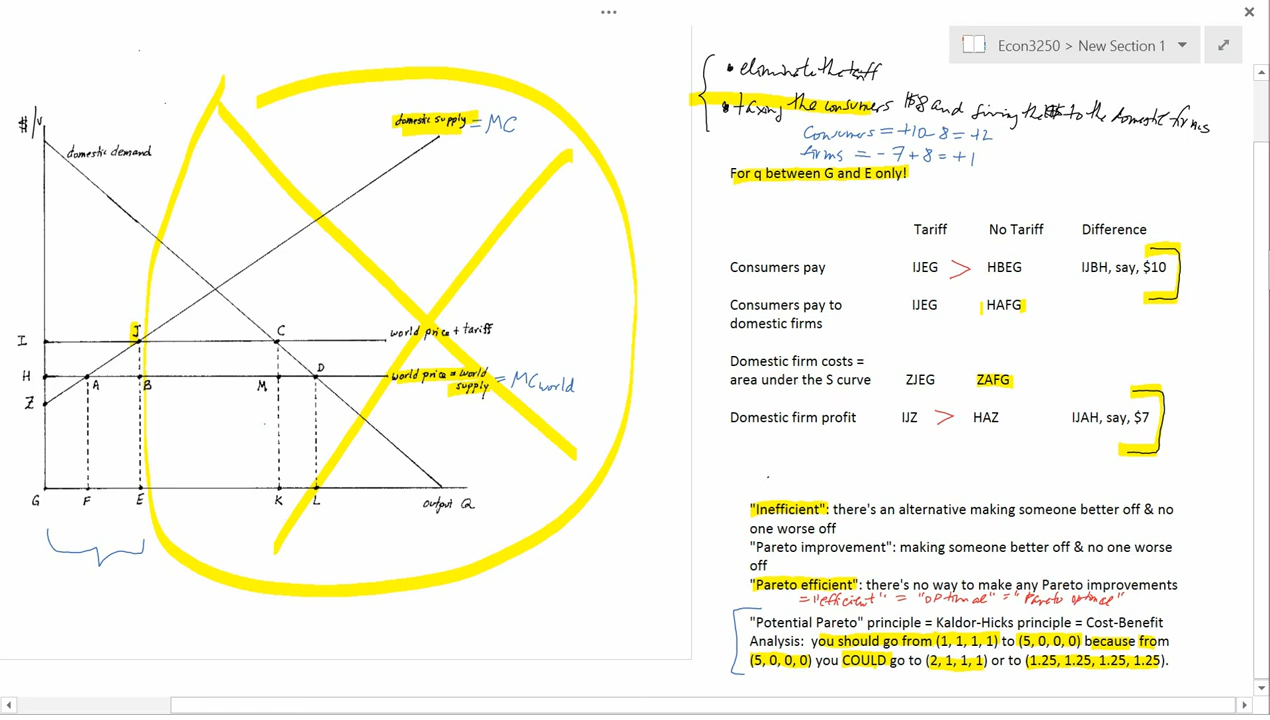 Econ3250 > New Section 1
• eliminate the tariff
• taxing the consumers $8 and giving the $ to the domestic firms
Consumers = +10-8 = +2
firms = -7+8 = +1
For q between G and E only!
Tariff No Tariff Difference
Consumers pay IJEG > HBEG IJBH, say, $10
Consumers pay to IJEG HAFG
domestic firms
Domestic firm costs =
area under the S curve ZJEG ZAFG
Domestic firm profit IJZ > HAZ IJAH, say, $7
"Inefficient": there's an alternative making someone better off & no
one worse off
"Pareto improvement": making someone better off & no one worse
off
"Pareto efficient": there's no way to make any Pareto improvements
= "efficient" = "optimal" = "Pareto optimal"
"Potential Pareto" principle = Kaldor-Hicks principle = Cost-Benefit
Analysis: you should go from (1, 1, 1, 1) to (5, 0, 0, 0) because from
(5, 0, 0, 0) you COULD go to (2, 1, 1, 1) or to (1.25, 1.25, 1.25, 1.25).
$/U
domestic supply = MC
domestic demand
I J C world price + tariff
H A B M D world price = world
supply = MC world
Z
G F E K L output Q